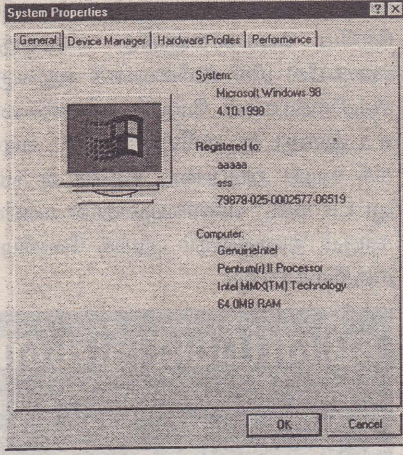 System Properties
General Device Manager Hardware Profiles Performance
System:
Microsoft Windows 98
4.10.1998
Registered to:
aaaaa
sss
79878-025-0002577-06519
Computer:
GenuineIntel
Pentium(r) II Processor
Intel MMX(TM) Technology
64.0MB RAM
OK Cancel